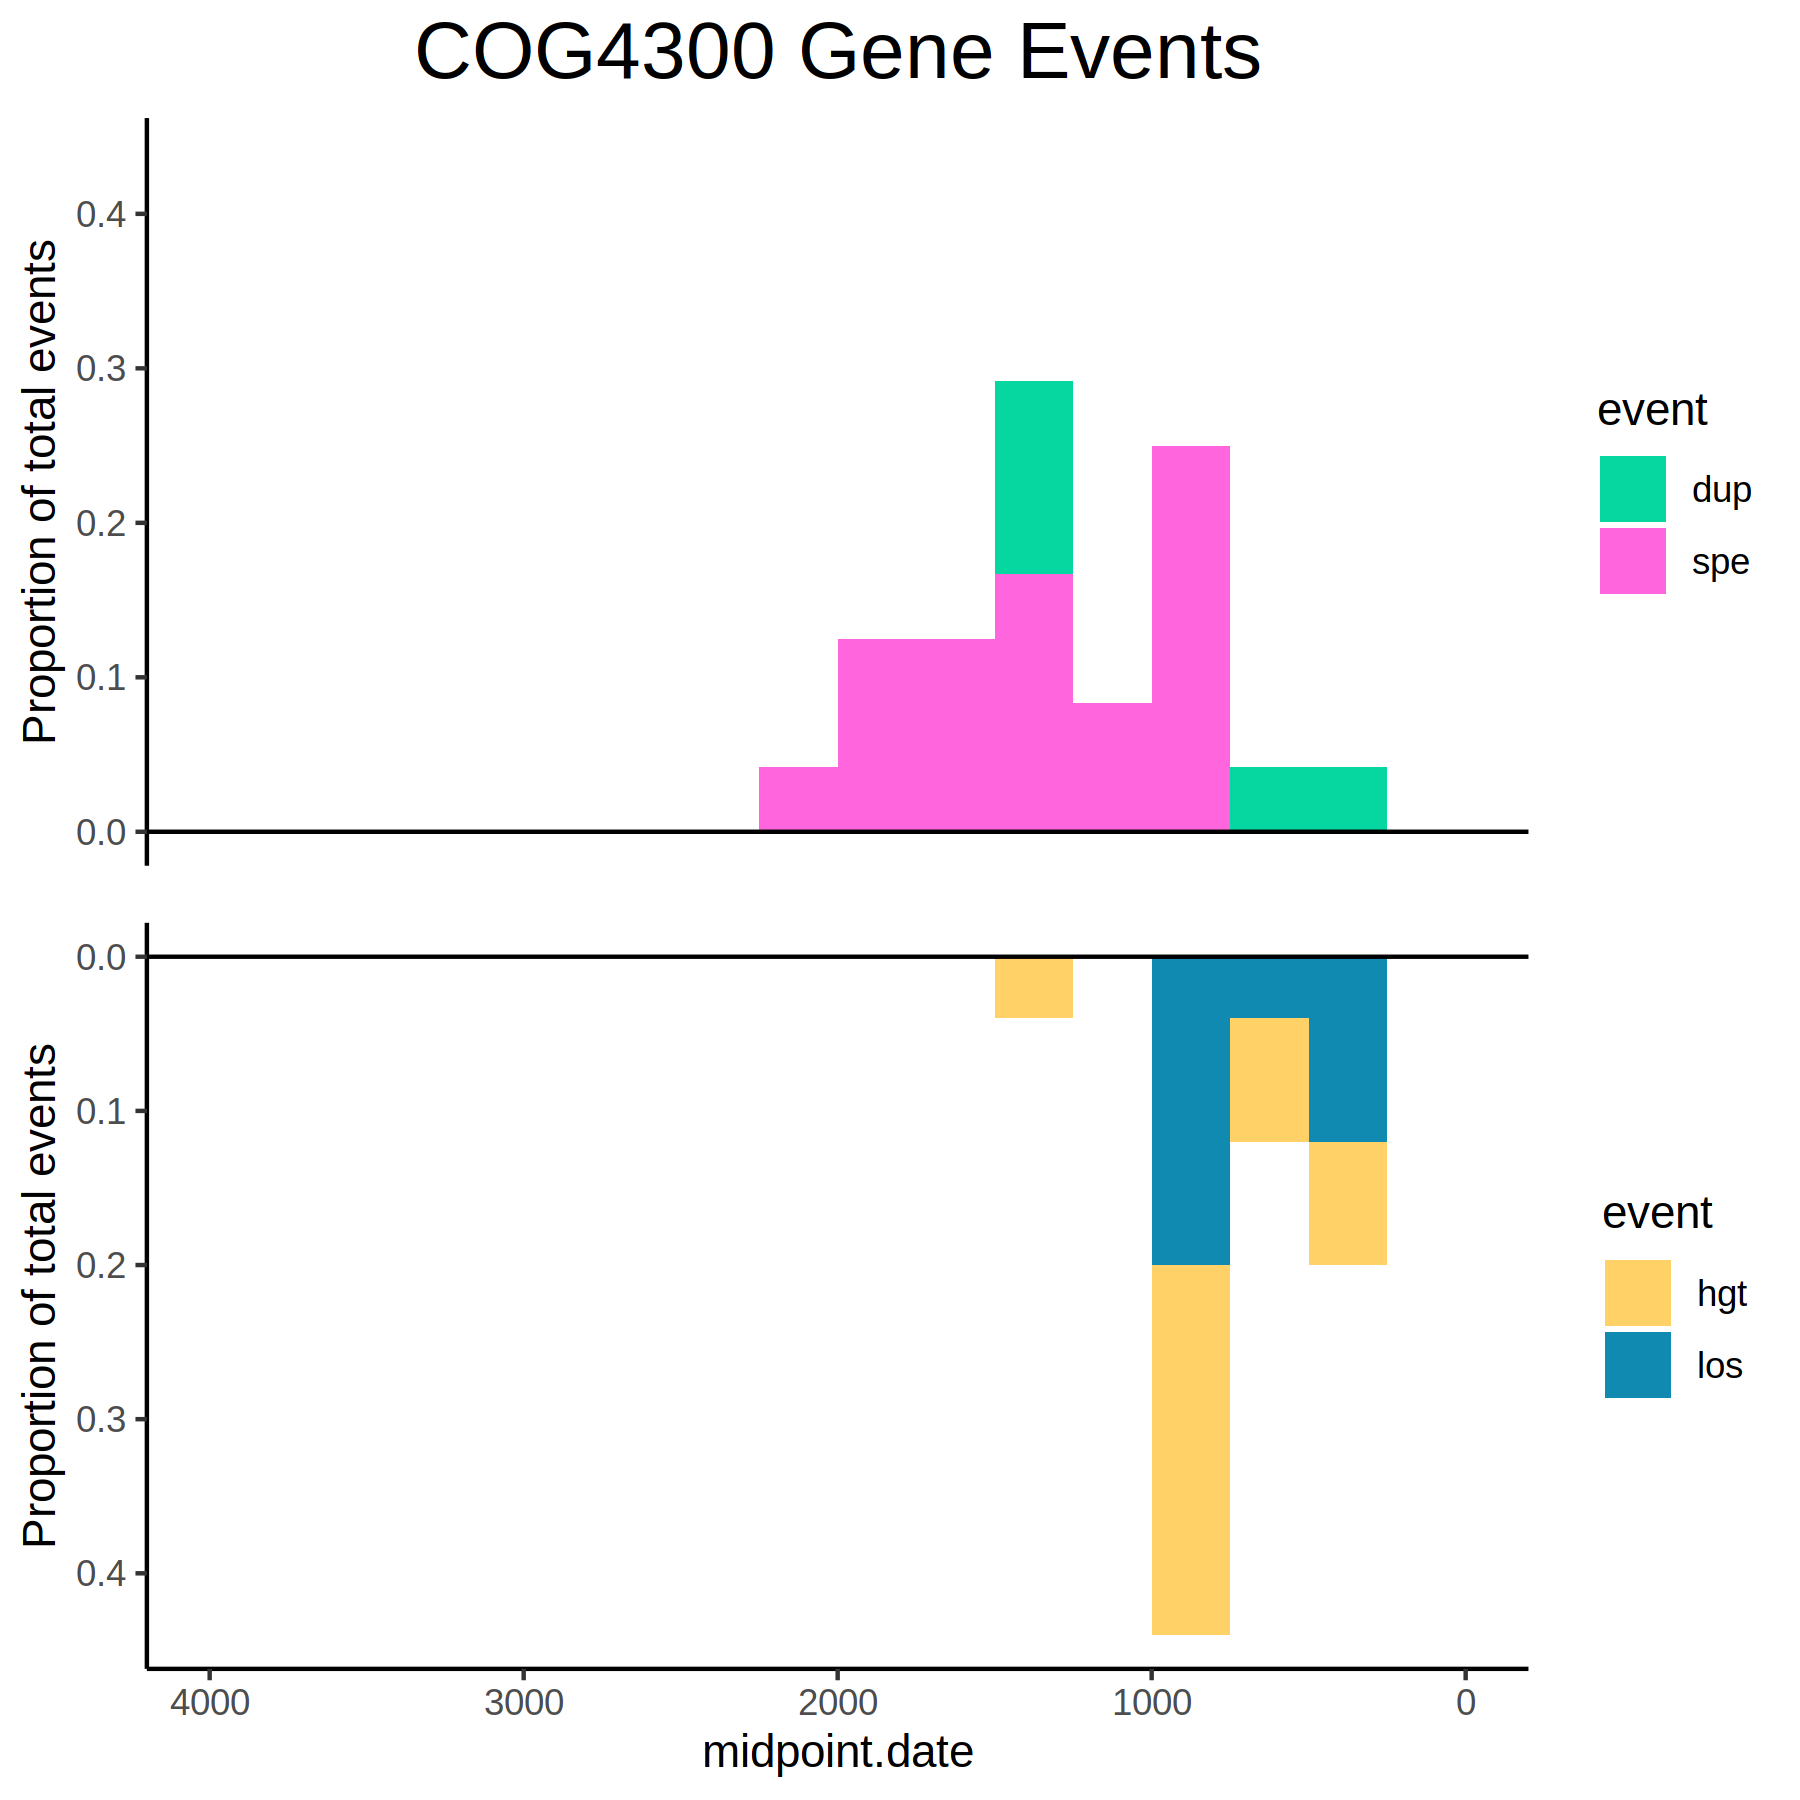 COG4300 Gene Events
Proportion of total events
0.4
0.3
0.2
0.1
0.0
event
dup
spe
Proportion of total events
0.0
0.1
0.2
0.3
0.4
event
hgt
los
4000 3000 2000 1000 0
midpoint.date